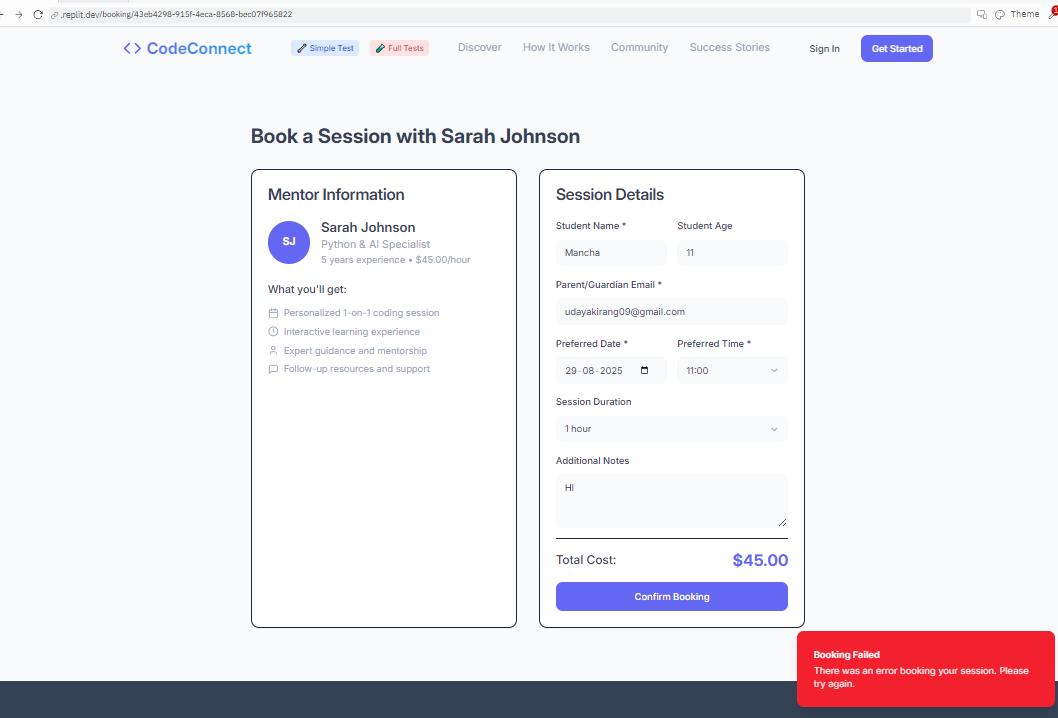 .replit.dev/booking/43eb4298-915f-4eca-8568-bec07f965822
Theme
CodeConnect
Simple Test
Full Tests
Discover
How It Works
Community
Success Stories
Sign In
Get Started
Book a Session with Sarah Johnson
Mentor Information
SJ
Sarah Johnson
Python & AI Specialist
5 years experience • $45.00/hour
What you'll get:
Personalized 1-on-1 coding session
Interactive learning experience
Expert guidance and mentorship
Follow-up resources and support
Session Details
Student Name *
Student Age
Mancha
11
Parent/Guardian Email *
udayakirang09@gmail.com
Preferred Date *
Preferred Time *
29-08-2025
11:00
Session Duration
1 hour
Additional Notes
HI
Total Cost:
$45.00
Confirm Booking
Booking Failed
There was an error booking your session. Please
try again.